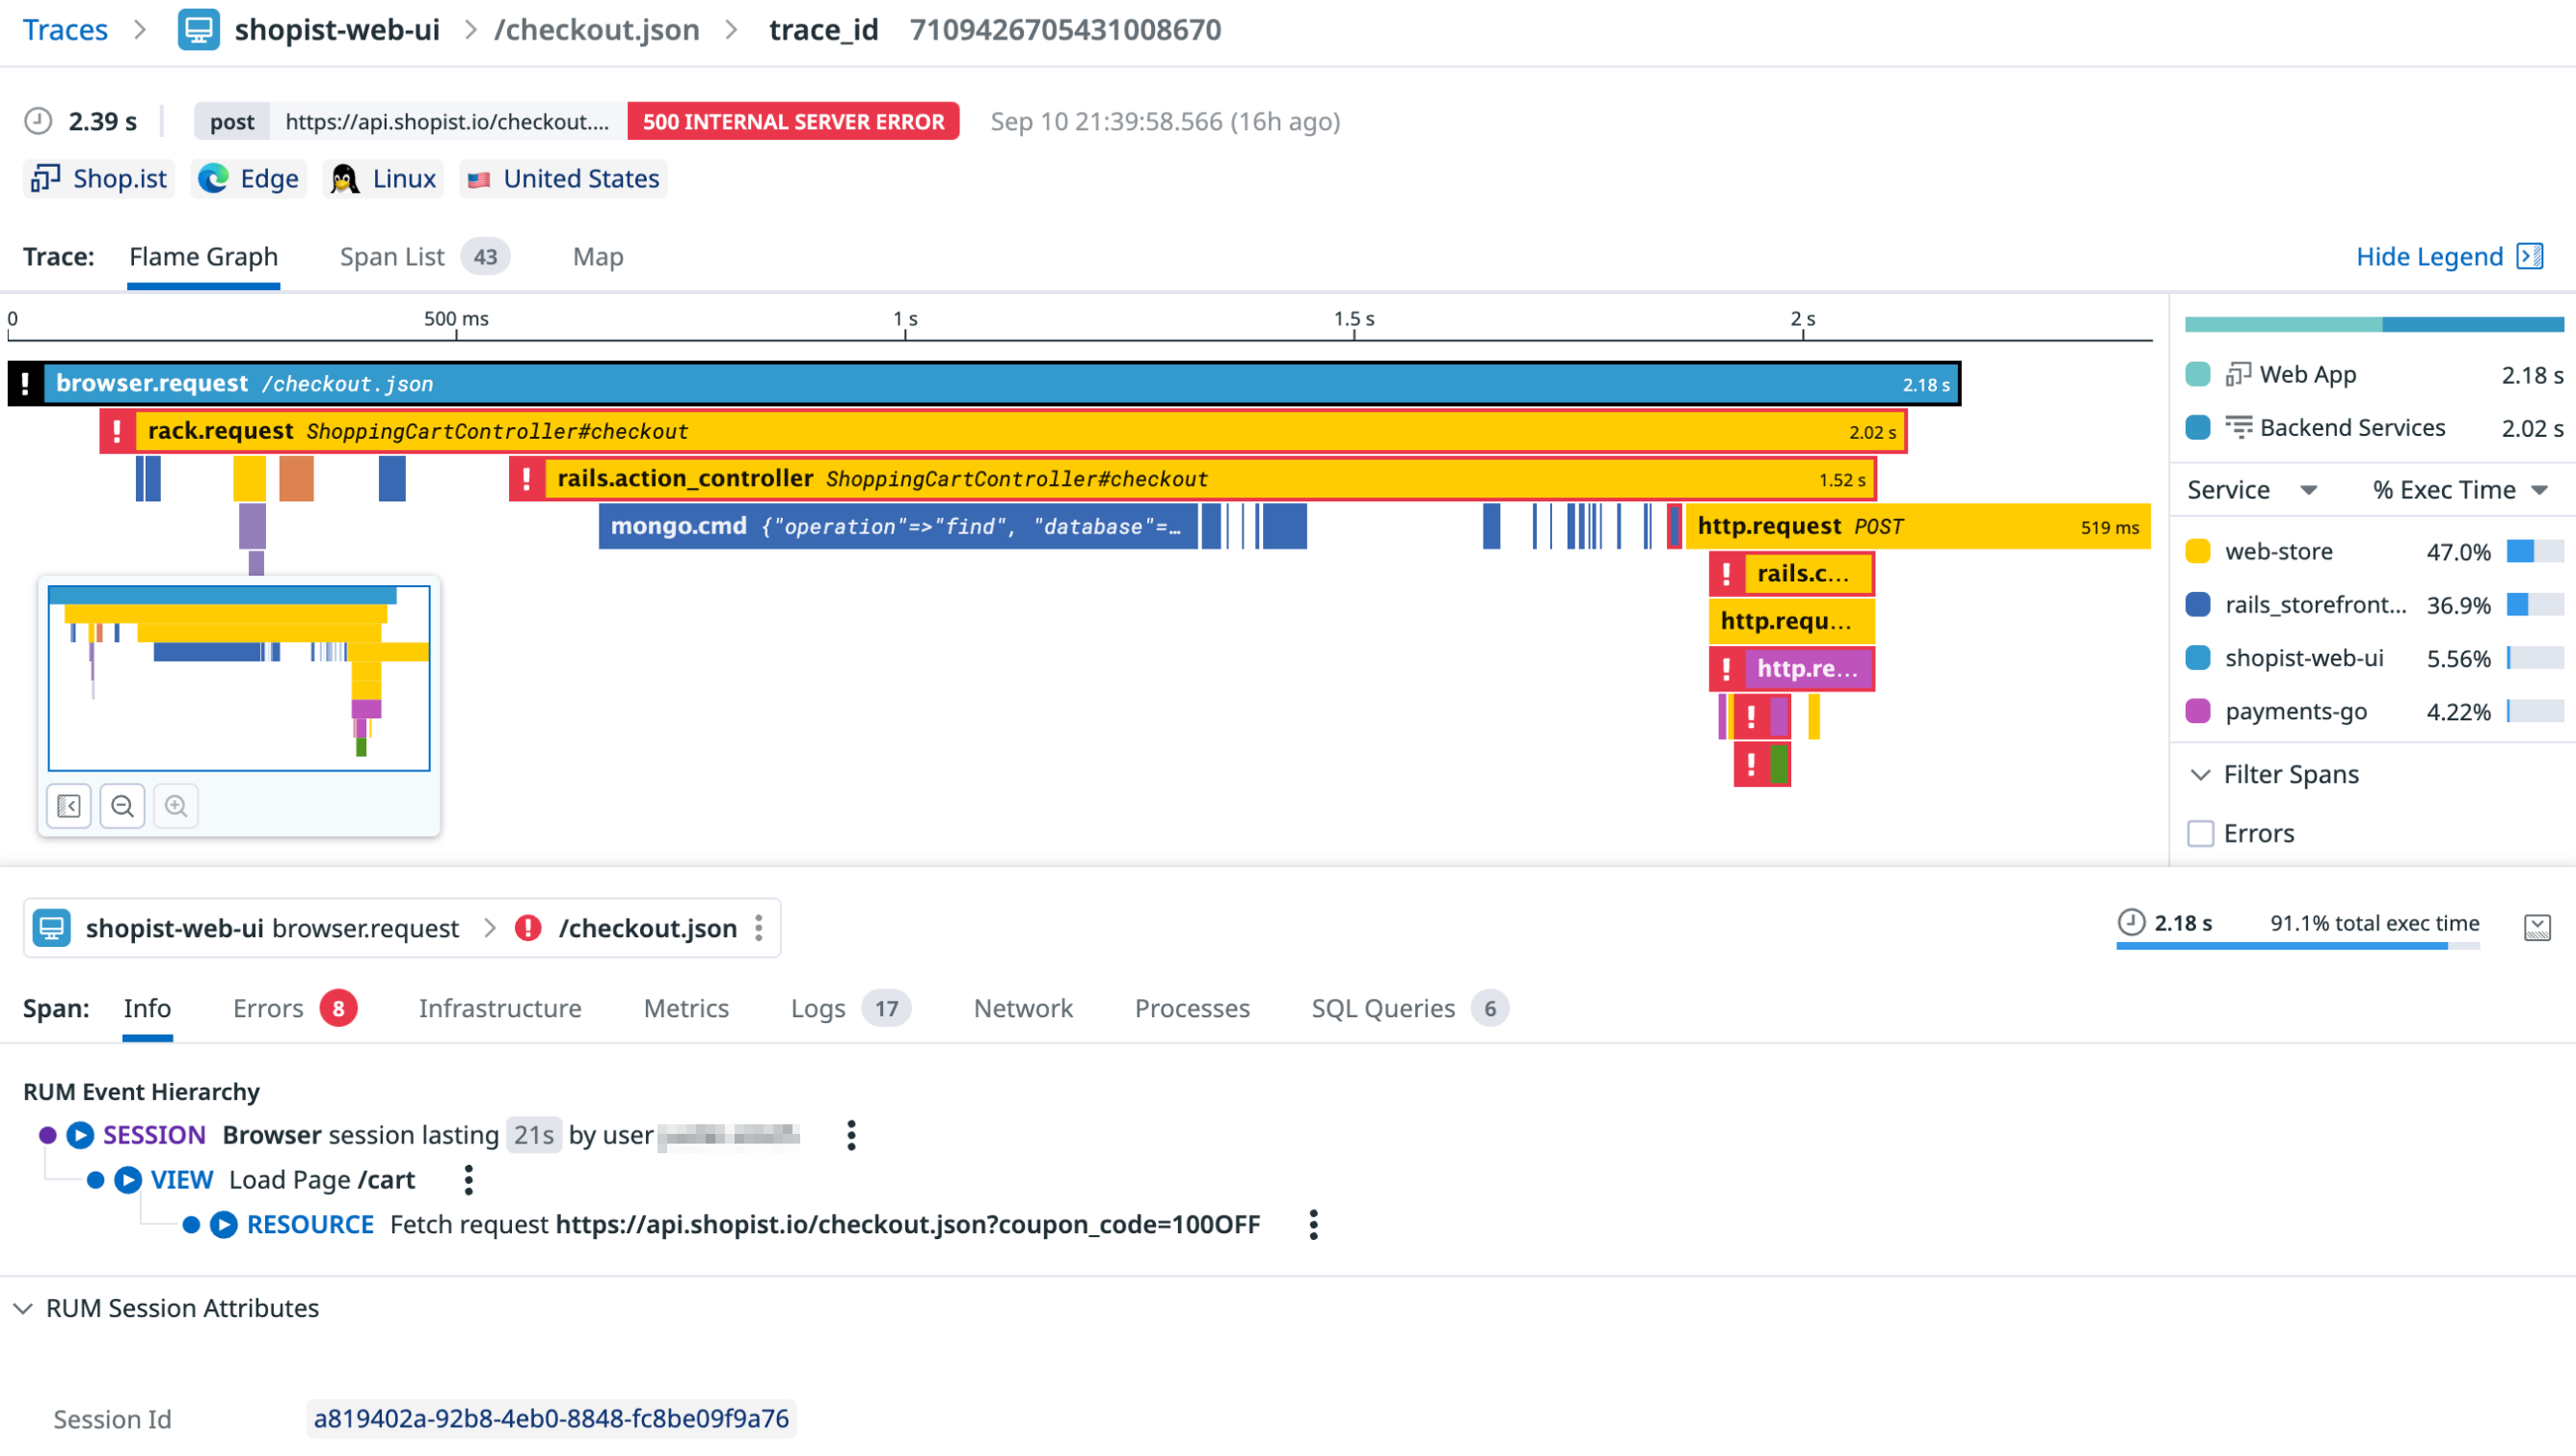 Traces > shopist-web-ui > /checkout.json > trace_id 7109426705431008670
2.39 s post https://api.shopist.io/checkout.... 500 INTERNAL SERVER ERROR Sep 10 21:39:58.566 (16h ago)
Shop.ist Edge Linux United States
Trace: Flame Graph Span List 43 Map Hide Legend
0 500 ms 1 s 1.5 s 2 s
! browser.request /checkout.json 2.18 s
! rack.request ShoppingCartController#checkout 2.02 s
! rails.action_controller ShoppingCartController#checkout 1.52 s
mongo.cmd {"operation"=>"find", "database"=… http.request POST 519 ms
! rails.c…
http.requ…
! http.re…
!
!
Web App 2.18 s
Backend Services 2.02 s
Service % Exec Time
web-store 47.0%
rails_storefront... 36.9%
shopist-web-ui 5.56%
payments-go 4.22%
Filter Spans
Errors
shopist-web-ui browser.request > ! /checkout.json 2.18 s 91.1% total exec time
Span: Info Errors 8 Infrastructure Metrics Logs 17 Network Processes SQL Queries 6
RUM Event Hierarchy
SESSION Browser session lasting 21s by user
VIEW Load Page /cart
RESOURCE Fetch request https://api.shopist.io/checkout.json?coupon_code=100OFF
RUM Session Attributes
Session Id a819402a-92b8-4eb0-8848-fc8be09f9a76